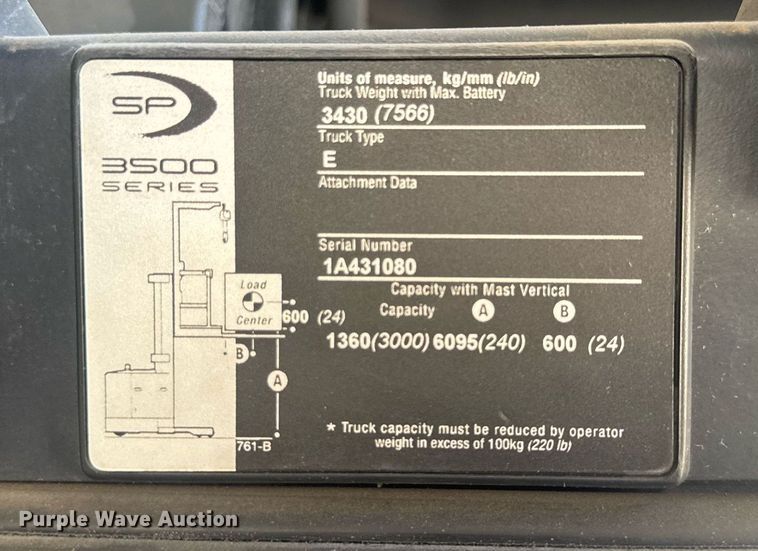 SP
3500
SERIES
Load
Center
600 (24)
B
A
761-B
Units of measure, kg/mm (lb/in)
Truck Weight with Max. Battery
3430 (7566)
Truck Type
E
Attachment Data
Serial Number
1A431080
Capacity with Mast Vertical
Capacity A B
1360(3000) 6095(240) 600 (24)
* Truck capacity must be reduced by operator
weight in excess of 100kg (220 lb)
Purple Wave Auction